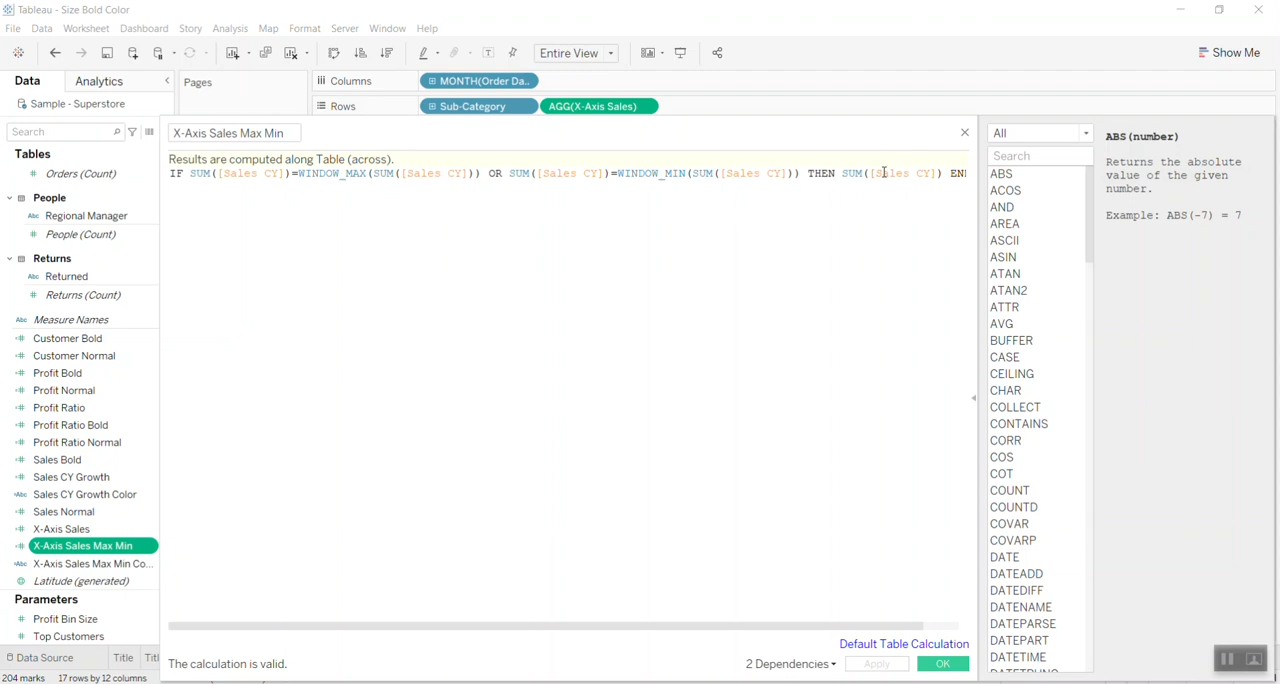 Tableau - Size Bold Color
File Data Worksheet Dashboard Story Analysis Map Format Server Window Help
Entire View
Show Me
Data Analytics
Pages
Columns
MONTH(Order Da..
Rows
Sub-Category
AGG(X-Axis Sales)
Sample - Superstore
Search
Tables
Orders (Count)
People
Abc Regional Manager
People (Count)
Returns
Abc Returned
Returns (Count)
Abc Measure Names
Customer Bold
Customer Normal
Profit Bold
Profit Normal
Profit Ratio
Profit Ratio Bold
Profit Ratio Normal
Sales Bold
Sales CY Growth
Abc Sales CY Growth Color
Sales Normal
X-Axis Sales
X-Axis Sales Max Min
Abc X-Axis Sales Max Min Co...
Latitude (generated)
Parameters
Profit Bin Size
Top Customers
Data Source
Title
204 marks 17 rows by 12 columns
X-Axis Sales Max Min
Results are computed along Table (across).
IF SUM([Sales CY])=WINDOW_MAX(SUM([Sales CY])) OR SUM([Sales CY])=WINDOW_MIN(SUM([Sales CY])) THEN SUM([Sales CY])
Default Table Calculation
The calculation is valid.
2 Dependencies
Apply
OK
All
Search
ABS
ACOS
AND
AREA
ASCII
ASIN
ATAN
ATAN2
ATTR
AVG
BUFFER
CASE
CEILING
CHAR
COLLECT
CONTAINS
CORR
COS
COT
COUNT
COUNTD
COVAR
COVARP
DATE
DATEADD
DATEDIFF
DATENAME
DATEPARSE
DATEPART
DATETIME
ABS(number)
Returns the absolute
value of the given
number.
Example: ABS(-7) = 7